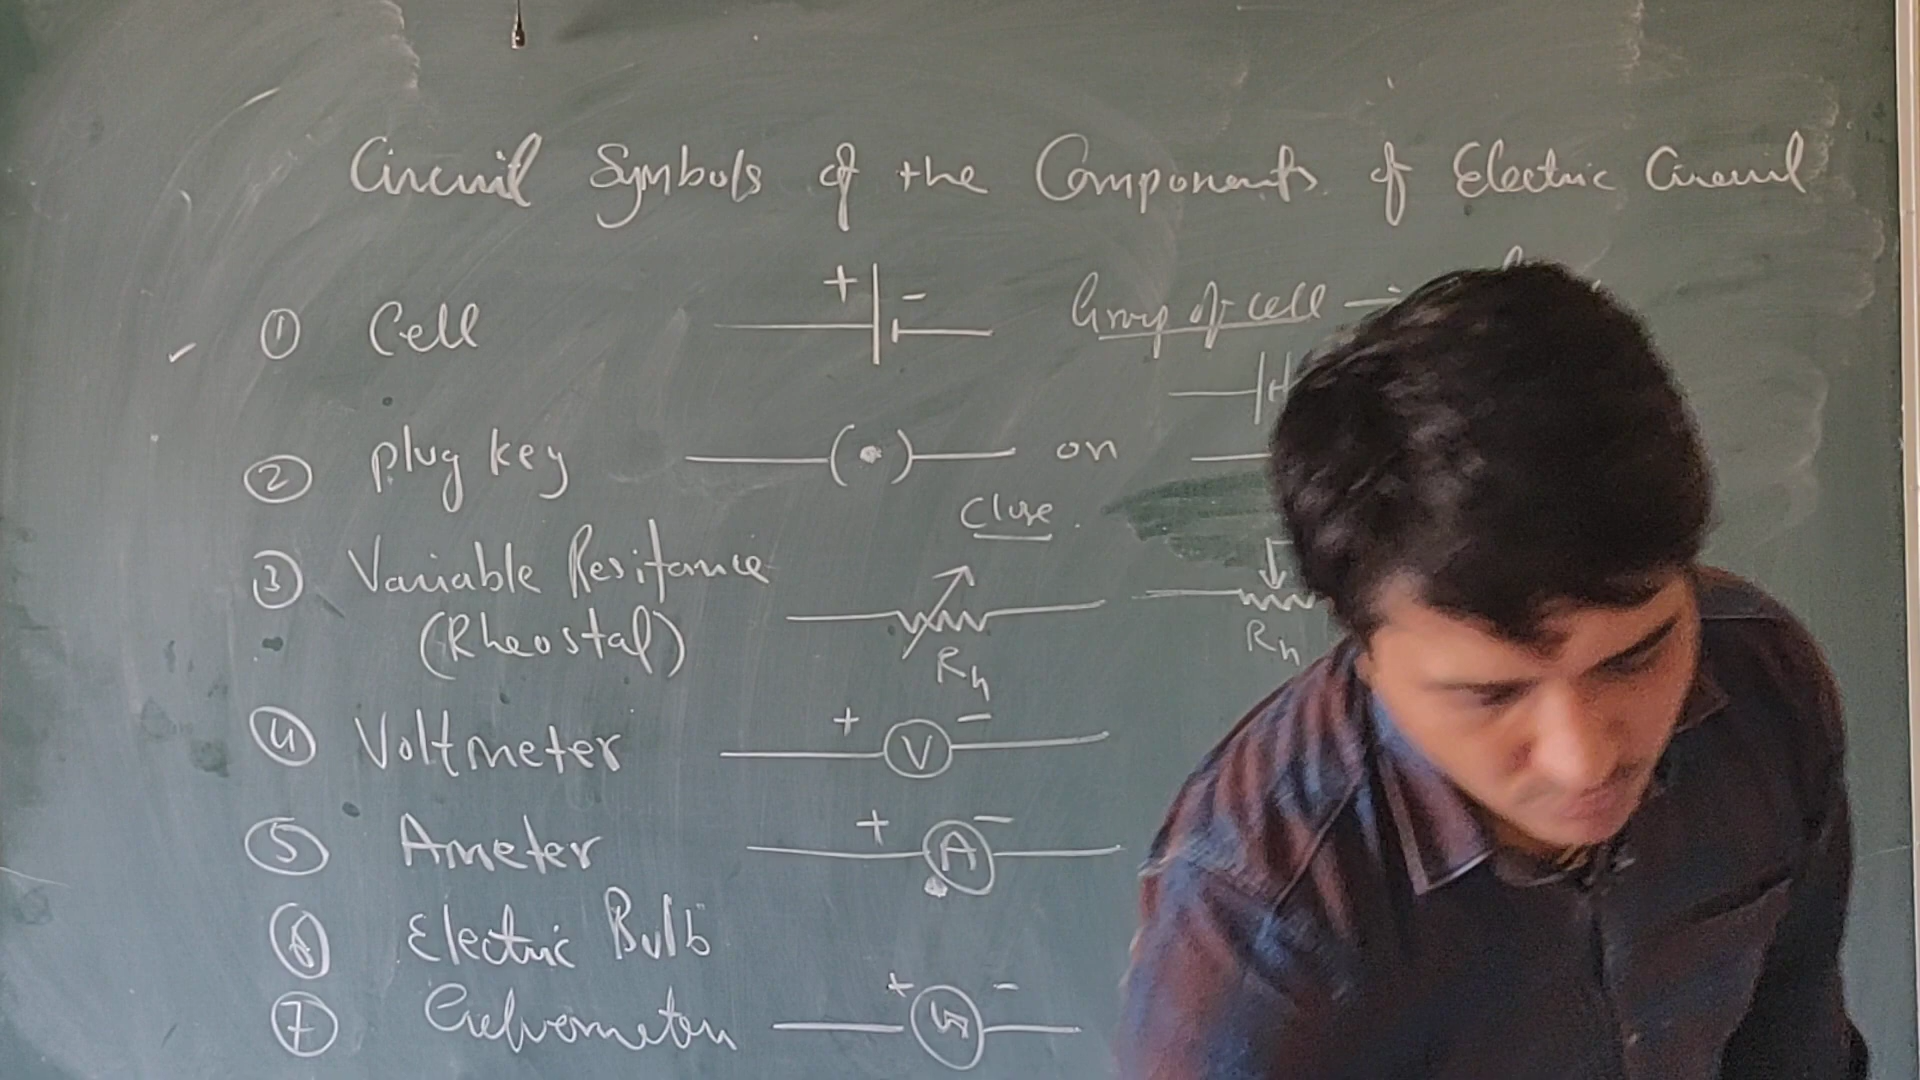 Circuit Symbols of the Components of Electric Circuit
① Cell + - Group of cell
② Plug key (•) on
Close.
③ Variable Resitance
(Rheostat) Rh Rh
④ Voltmeter + V -
⑤ Ameter + A -
⑥ Electric Bulb
⑦ Galvometer + G -